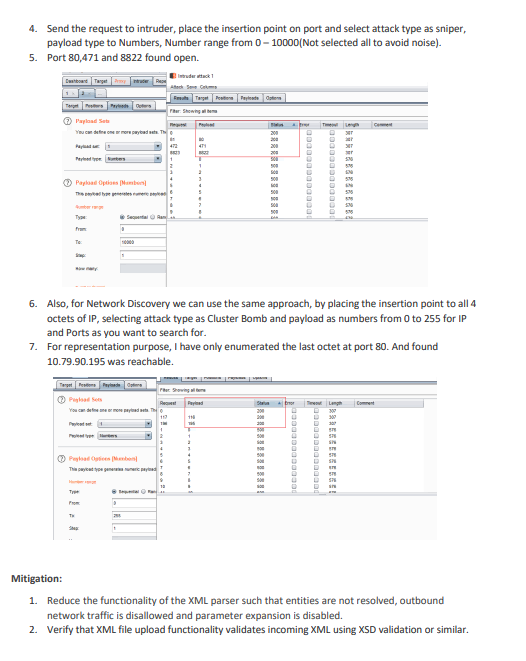 4. Send the request to intruder, place the insertion point on port and select attack type as sniper,
payload type to Numbers, Number range from 0 – 10000(Not selected all to avoid noise).
5. Port 80,471 and 8822 found open.
Intruder attack 1
Dashboard Target Proxy Intruder
Attack Save Columns
Results Target Positions Payloads Options
Target Positions Payloads Options
Filter: Showing all items
Request Payload Status Error Timeout Length Comment
Payload Sets
You can define one or more payload sets. Th
Payload set: 1
Payload type: Numbers
0 200 307
81 80 200 307
472 471 200 307
8823 8822 200 307
1 0 500 576
2 1 500 576
3 2 500 576
4 3 500 576
5 4 500 576
6 5 500 576
7 6 500 576
8 7 500 576
9 8 500 576
Payload Options [Numbers]
This payload type generates numeric payload
Number range
Type: Sequential Ran
From: 0
To: 10000
Step: 1
How many:
6. Also, for Network Discovery we can use the same approach, by placing the insertion point to all 4
octets of IP, selecting attack type as Cluster Bomb and payload as numbers from 0 to 255 for IP
and Ports as you want to search for.
7. For representation purpose, I have only enumerated the last octet at port 80. And found
10.79.90.195 was reachable.
Target Positions Payloads Options
Filter: Showing all items
Request Payload Status Error Timeout Length Comment
Payload Sets
You can define one or more payload sets. Th
Payload set: 1
Payload type: Numbers
0 200 307
117 116 200 307
196 195 200 307
1 0 500 576
2 1 500 576
3 2 500 576
4 3 500 576
5 4 500 576
6 5 500 576
7 6 500 576
8 7 500 576
9 8 500 576
10 9 500 576
Payload Options [Numbers]
This payload type generates numeric payload
Number range
Type: Sequential Ran
From: 0
To: 255
Step: 1
Mitigation:
1. Reduce the functionality of the XML parser such that entities are not resolved, outbound
network traffic is disallowed and parameter expansion is disabled.
2. Verify that XML file upload functionality validates incoming XML using XSD validation or similar.